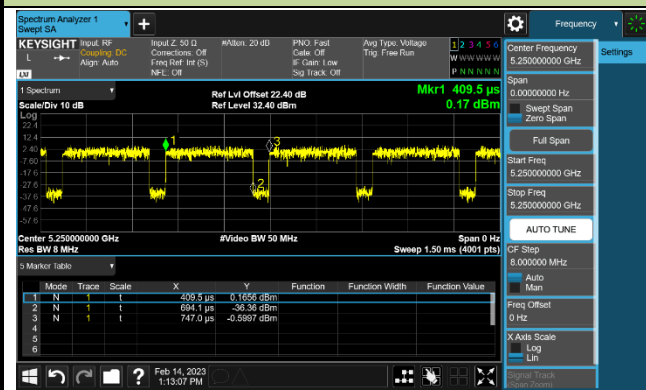 Spectrum Analyzer 1
Swept SA
Frequency
KEYSIGHT Input: RF Input Z: 50 Ω #Atten: 20 dB PNO: Fast Avg Type: Voltage 1 2 3 4 5 6
L Coupling: DC Corrections: Off Gate: Off Trig: Free Run W W W W W W
Align: Auto Freq Ref: Int (S) IF Gain: Low
LXI NFE: Off Sig Track: Off P N N N N N
1 Spectrum
Ref Lvl Offset 22.40 dB Mkr1 409.5 µs
Scale/Div 10 dB Ref Level 32.40 dBm 0.17 dBm
Log
22.4
12.4
2.40
-7.60
-17.6
-27.6
-37.6
-47.6
-57.6
1
2
3
Center 5.250000000 GHz #Video BW 50 MHz Span 0 Hz
Res BW 8 MHz Sweep 1.50 ms (4001 pts)
5 Marker Table
Mode Trace Scale X Y Function Function Width Function Value
1 N 1 t 409.5 µs 0.1656 dBm
2 N 1 t 694.1 µs -36.36 dBm
3 N 1 t 747.0 µs -0.5997 dBm
4
5
6
Feb 14, 2023
1:13:07 PM
Center Frequency
5.250000000 GHz
Settings
Span
0.00000000 Hz
Swept Span
Zero Span
Full Span
Start Freq
5.250000000 GHz
Stop Freq
5.250000000 GHz
AUTO TUNE
CF Step
8.000000 MHz
Auto
Man
Freq Offset
0 Hz
X Axis Scale
Log
Lin
Signal Track
(Span Zoom)